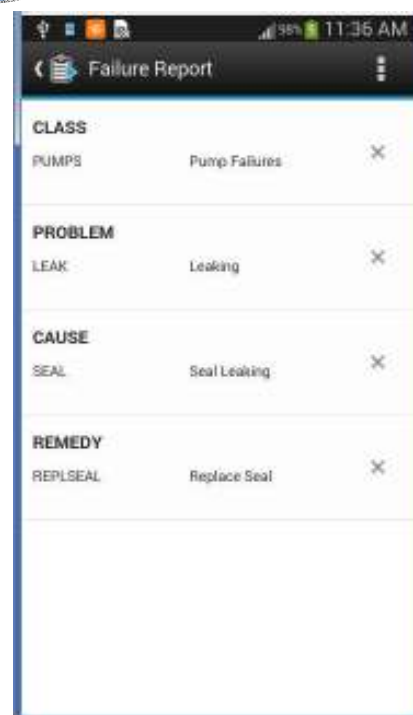 98% 11:36 AM
Failure Report
CLASS
PUMPS Pump Failures
PROBLEM
LEAK Leaking
CAUSE
SEAL Seal Leaking
REMEDY
REPLSEAL Replace Seal